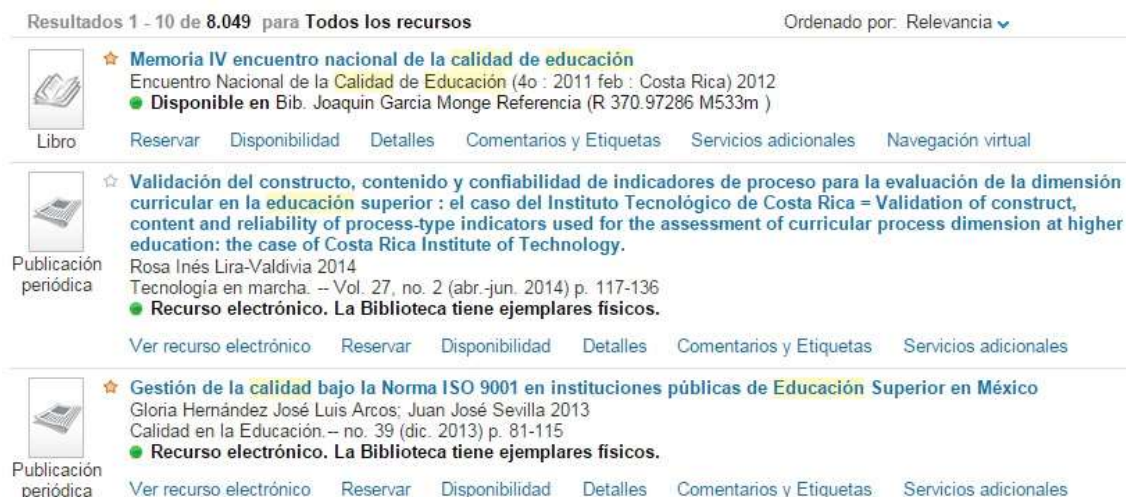 Resultados 1 - 10 de 8.049 para Todos los recursos
Ordenado por: Relevancia
Memoria IV encuentro nacional de la calidad de educación
Encuentro Nacional de la Calidad de Educación (4o : 2011 feb : Costa Rica) 2012
Disponible en Bib. Joaquin Garcia Monge Referencia (R 370.97286 M533m )
Libro
Reservar Disponibilidad Detalles Comentarios y Etiquetas Servicios adicionales Navegación virtual
Validación del constructo, contenido y confiabilidad de indicadores de proceso para la evaluación de la dimensión
curricular en la educación superior : el caso del Instituto Tecnológico de Costa Rica = Validation of construct,
content and reliability of process-type indicators used for the assessment of curricular process dimension at higher
education: the case of Costa Rica Institute of Technology.
Publicación
periódica
Rosa Inés Lira-Valdivia 2014
Tecnología en marcha. -- Vol. 27, no. 2 (abr.-jun. 2014) p. 117-136
Recurso electrónico. La Biblioteca tiene ejemplares físicos.
Ver recurso electrónico Reservar Disponibilidad Detalles Comentarios y Etiquetas Servicios adicionales
Gestión de la calidad bajo la Norma ISO 9001 en instituciones públicas de Educación Superior en México
Gloria Hernández José Luis Arcos; Juan José Sevilla 2013
Calidad en la Educación.-- no. 39 (dic. 2013) p. 81-115
Recurso electrónico. La Biblioteca tiene ejemplares físicos.
Publicación
periódica
Ver recurso electrónico Reservar Disponibilidad Detalles Comentarios y Etiquetas Servicios adicionales